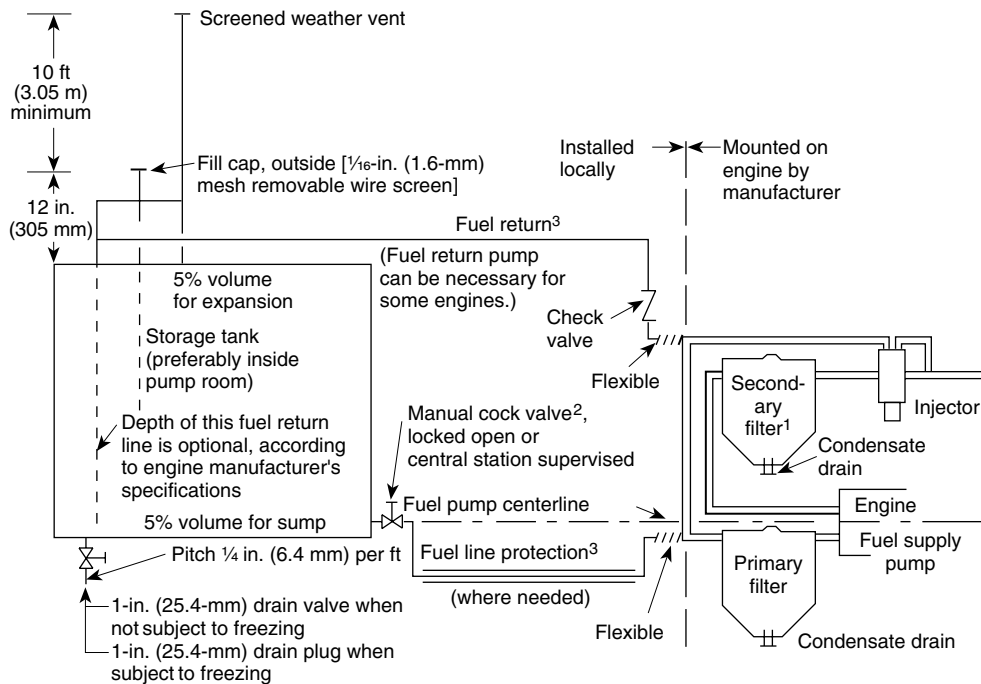 Screened weather vent
10 ft
(3.05 m)
minimum
Fill cap, outside [1⁄16-in. (1.6-mm)
mesh removable wire screen]
12 in.
(305 mm)
Installed
locally
Mounted on
engine by
manufacturer
Fuel return³
(Fuel return pump
can be necessary for
some engines.)
5% volume
for expansion
Check
valve
Storage tank
(preferably inside
pump room)
Flexible
Second-
ary
filter¹
Injector
Depth of this fuel return
line is optional, according
to engine manufacturer's
specifications
Manual cock valve²,
locked open or
central station supervised
Condensate
drain
5% volume for sump
Fuel pump centerline
Engine
Fuel supply
pump
Pitch 1⁄4 in. (6.4 mm) per ft
Fuel line protection³
(where needed)
Primary
filter
Flexible
Condensate drain
1-in. (25.4-mm) drain valve when
not subject to freezing
1-in. (25.4-mm) drain plug when
subject to freezing